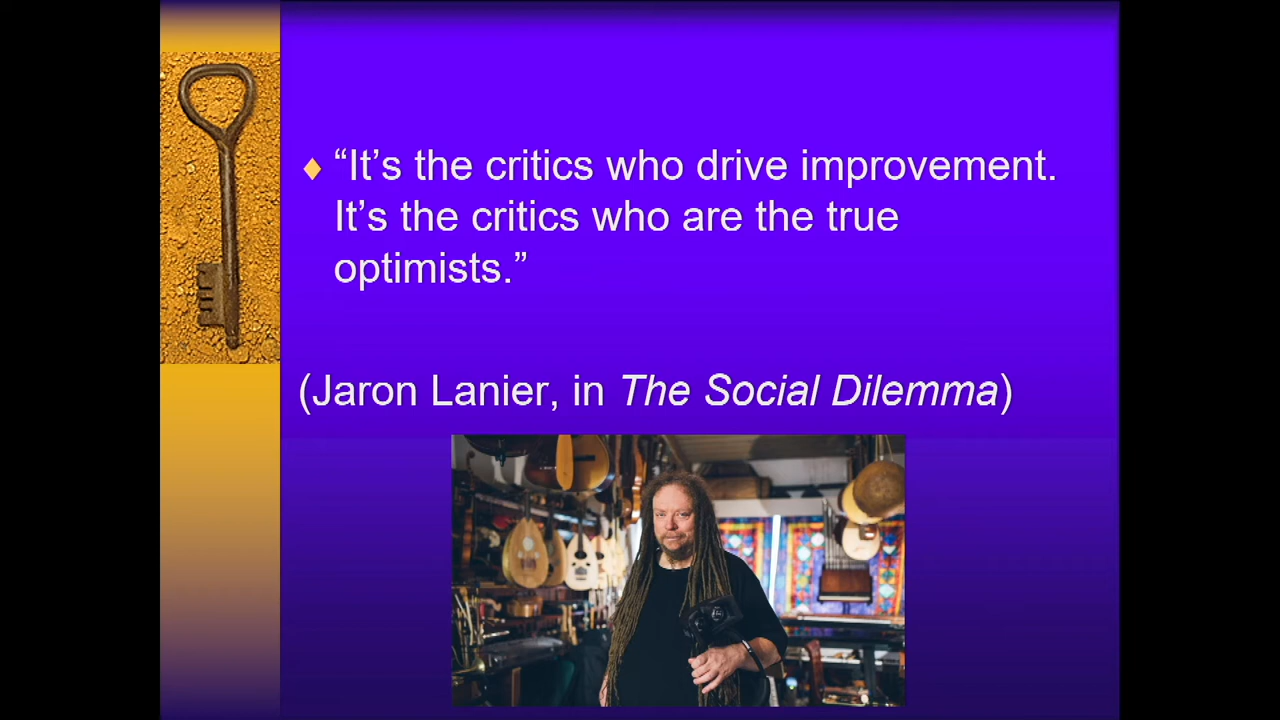 “It’s the critics who drive improvement.
It’s the critics who are the true
optimists.”
(Jaron Lanier, in The Social Dilemma)